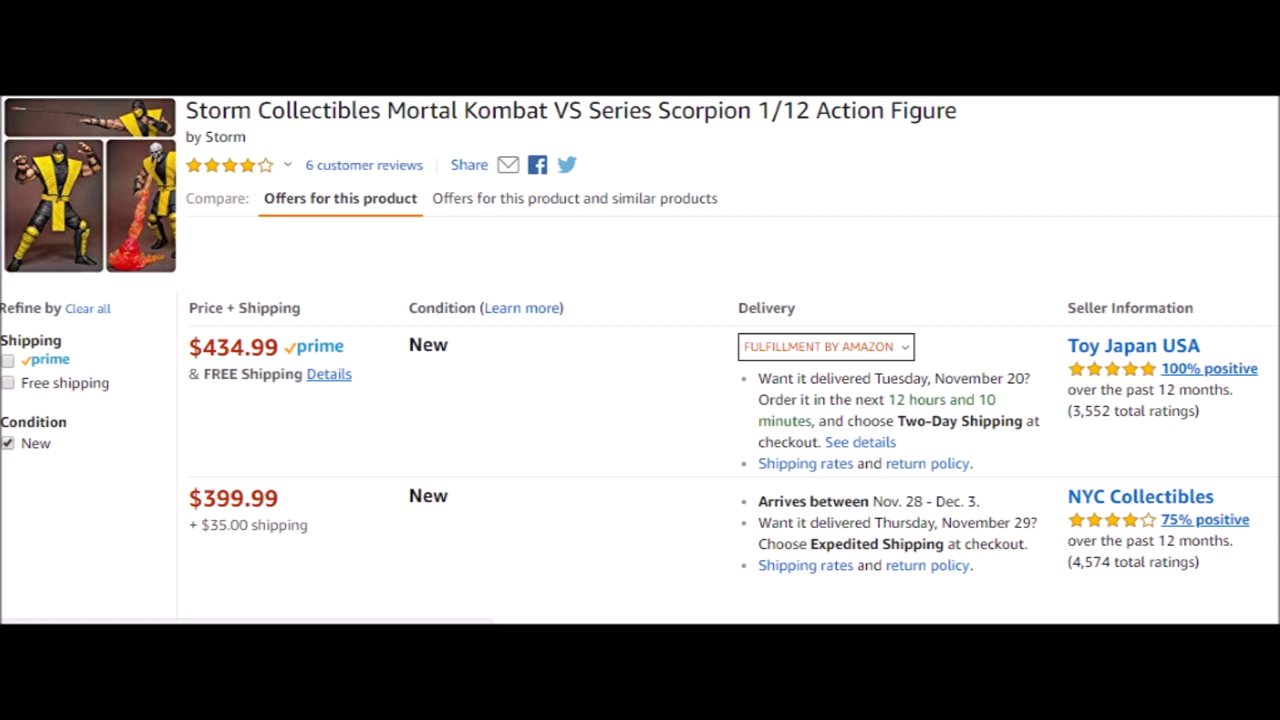 Storm Collectibles Mortal Kombat VS Series Scorpion 1/12 Action Figure
by Storm
6 customer reviews
Share
Compare: Offers for this product Offers for this product and similar products
Refine by Clear all
Shipping
prime
Free shipping
Condition
New
Price + Shipping Condition (Learn more) Delivery Seller Information
$434.99 prime
& FREE Shipping Details
New
FULFILLMENT BY AMAZON
Want it delivered Tuesday, November 20?
Order it in the next 12 hours and 10
minutes, and choose Two-Day Shipping at
checkout. See details
Shipping rates and return policy.
Toy Japan USA
100% positive
over the past 12 months.
(3,552 total ratings)
$399.99
+ $35.00 shipping
New
Arrives between Nov. 28 - Dec. 3.
Want it delivered Thursday, November 29?
Choose Expedited Shipping at checkout.
Shipping rates and return policy.
NYC Collectibles
75% positive
over the past 12 months.
(4,574 total ratings)